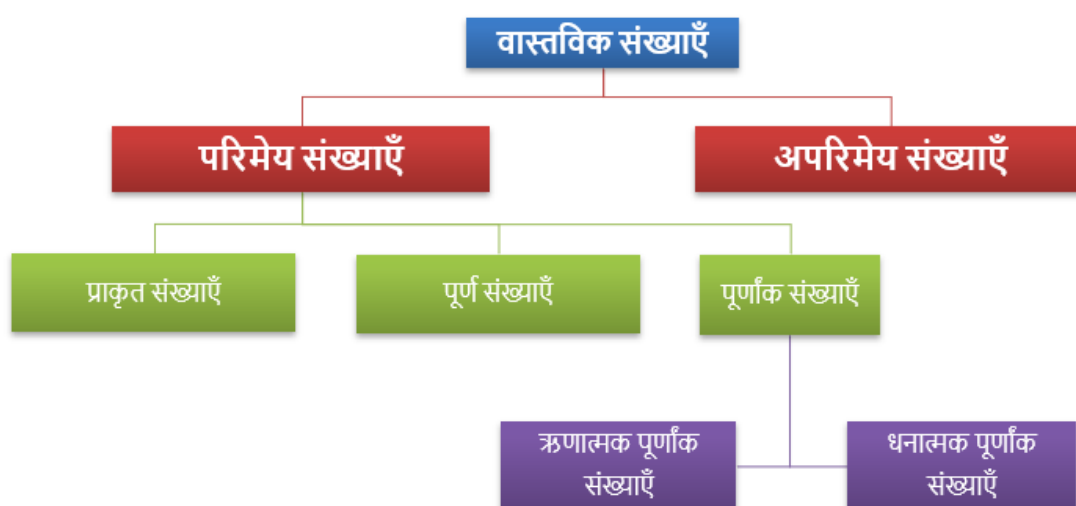 वास्तविक संख्याएँ
परिमेय संख्याएँ
अपरिमेय संख्याएँ
प्राकृत संख्याएँ
पूर्ण संख्याएँ
पूर्णांक संख्याएँ
ऋणात्मक पूर्णांक
संख्याएँ
धनात्मक पूर्णांक
संख्याएँ